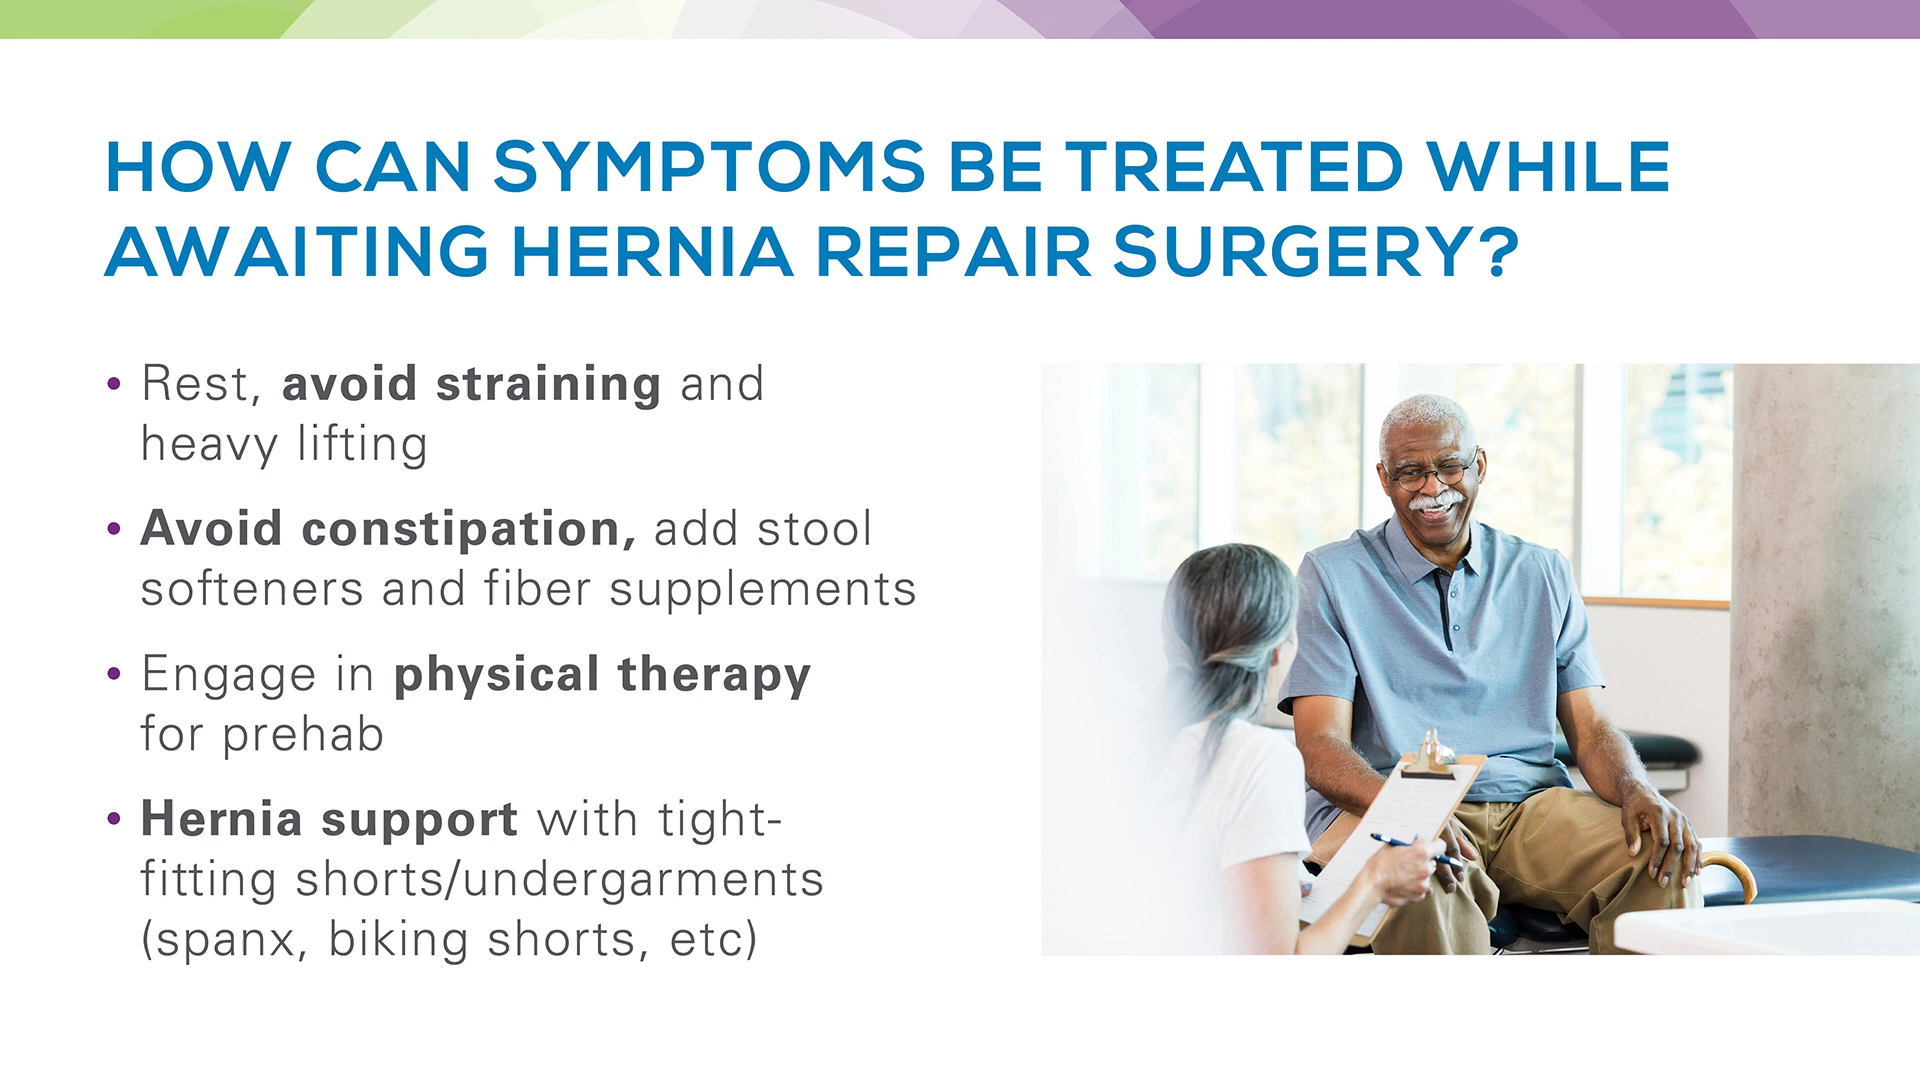 HOW CAN SYMPTOMS BE TREATED WHILE
AWAITING HERNIA REPAIR SURGERY?
• Rest, avoid straining and
heavy lifting
• Avoid constipation, add stool
softeners and fiber supplements
• Engage in physical therapy
for prehab
• Hernia support with tight-
fitting shorts/undergarments
(spanx, biking shorts, etc)